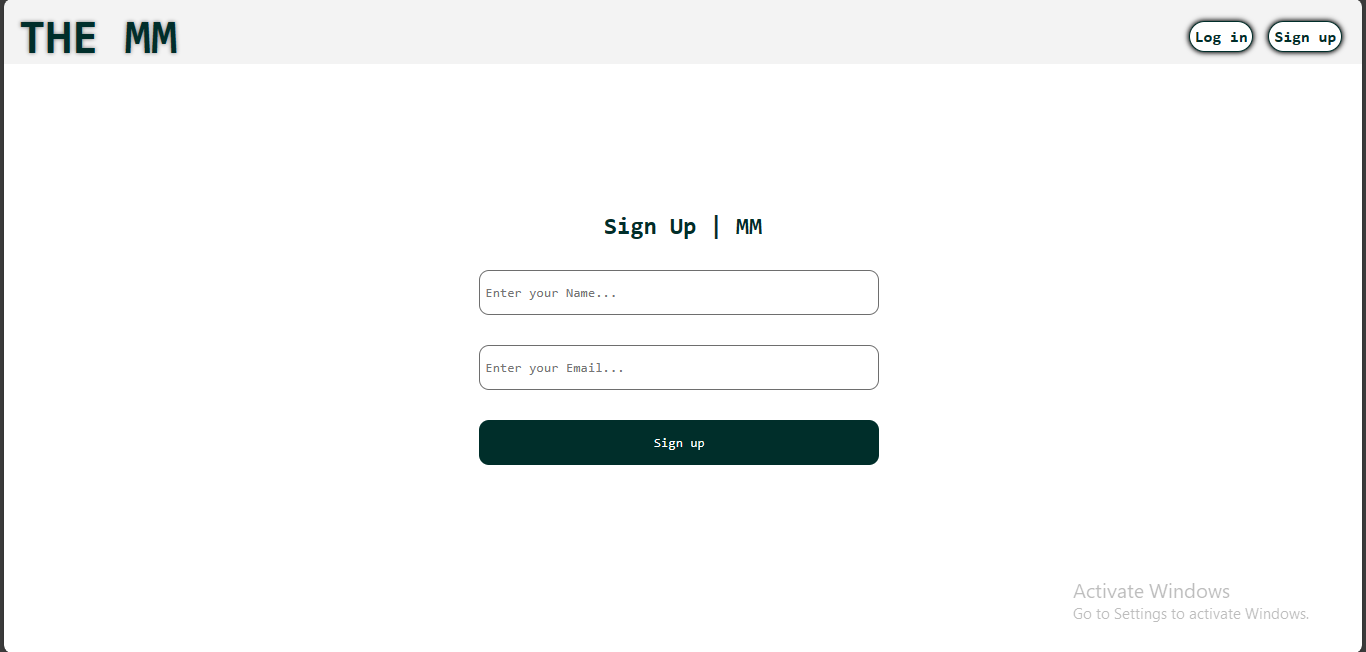 THE MM
Log in
Sign up
Sign Up | MM
Enter your Name...
Enter your Email...
Sign up
Activate Windows
Go to Settings to activate Windows.